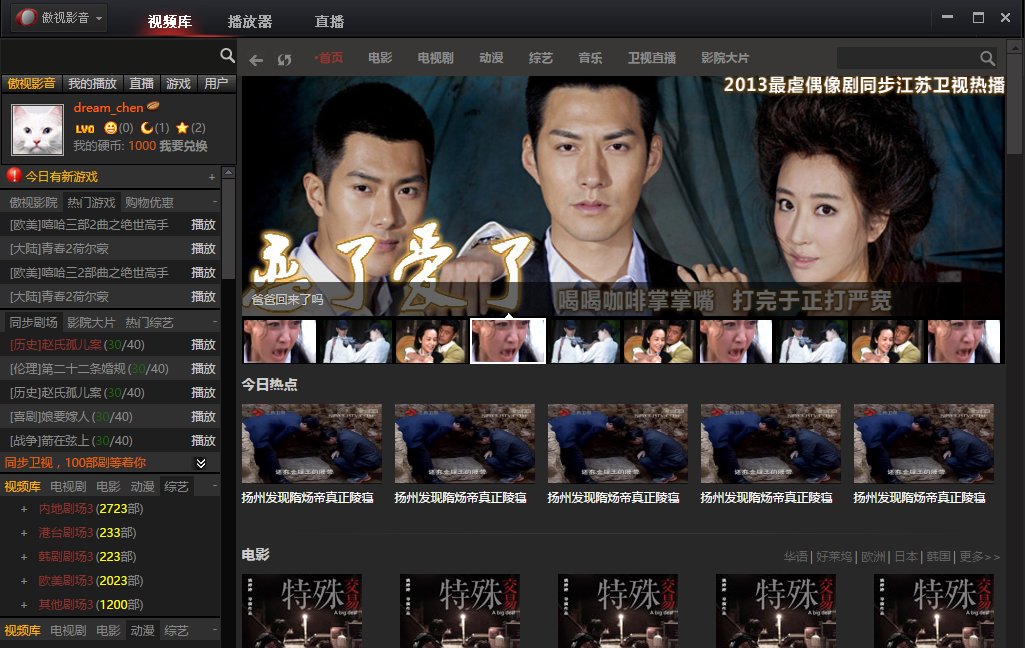 傲视影音 视频库 播放器 直播
·首页 电影 电视剧 动漫 综艺 音乐 卫视直播 影院大片
傲视影音 我的播放 直播 游戏 用户
dream_chen
LV0 (0) (1) (2)
我的硬币: 1000 我要兑换
今日有新游戏 +
傲视影院 热门游戏 购物优惠 -
[欧美]嘻哈三部2曲之绝世高手 播放
[大陆]青春2荷尔蒙 播放
[欧美]嘻哈三2部曲之绝世高手 播放
[大陆]青春2荷尔蒙 播放
同步剧场 影院大片 热门综艺 -
[历史]赵氏孤儿案(30/40) 播放
[伦理]第二十二条婚规(30/40) 播放
[历史]赵氏孤儿案(30/40) 播放
[喜剧]娘要嫁人(30/40) 播放
[战争]箭在弦上(30/40) 播放
同步卫视，100部剧等着你
视频库 电视剧 电影 动漫 综艺 -
+ 内地剧场3(2723部)
+ 港台剧场3(233部)
+ 韩剧剧场3(223部)
+ 欧美剧场3(2023部)
+ 其他剧场3(1200部)
视频库 电视剧 电影 动漫 综艺 -
2013最虐偶像剧同步江苏卫视热播
了爱了
爸爸回来了吗
喝喝咖啡掌掌嘴 打完于正打严宽
今日热点
扬州发现隋炀帝真正陵寝 扬州发现隋炀帝真正陵寝 扬州发现隋炀帝真正陵寝 扬州发现隋炀帝真正陵寝 扬州发现隋炀帝真正陵寝
电影 华语|好莱坞|欧洲|日本|韩国|更多>>
特殊交易 特殊交易 特殊交易 特殊交易 特殊交易
A big deal A big deal A big deal A big deal A big deal